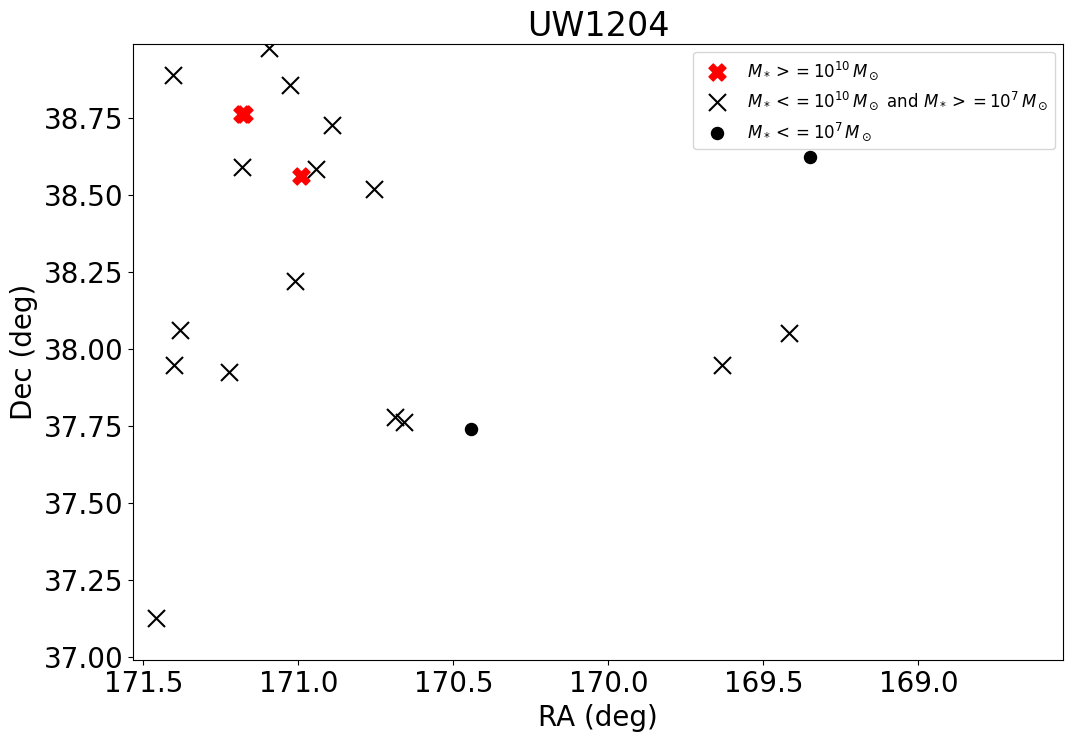 UW1204
M* >= 10^10 M⊙
M* <= 10^10 M⊙ and M* >= 10^7 M⊙
M* <= 10^7 M⊙
38.75
38.50
38.25
38.00
37.75
37.50
37.25
37.00
Dec (deg)
171.5 171.0 170.5 170.0 169.5 169.0
RA (deg)